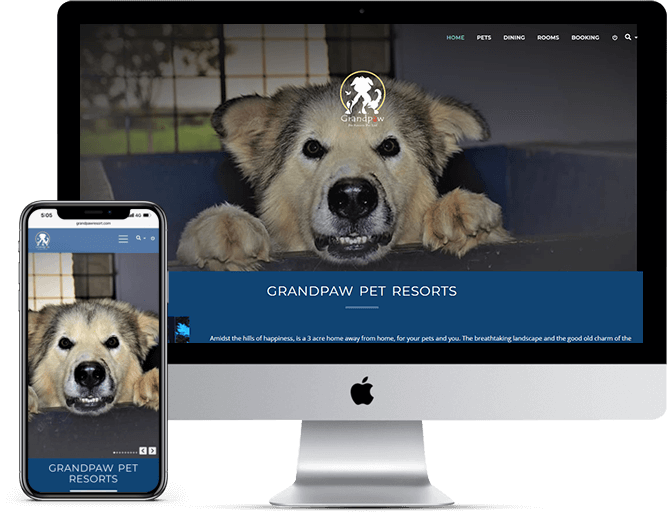 HOME PETS DINING ROOMS BOOKING
Grandpaw
GRANDPAW PET RESORTS
Amidst the hills of happiness, is a 3 acre home away from home, for your pets and you. The breathtaking landscape and the good old charm of the
5:05
4G
grandpawresort.com
GRANDPAW PET
RESORTS